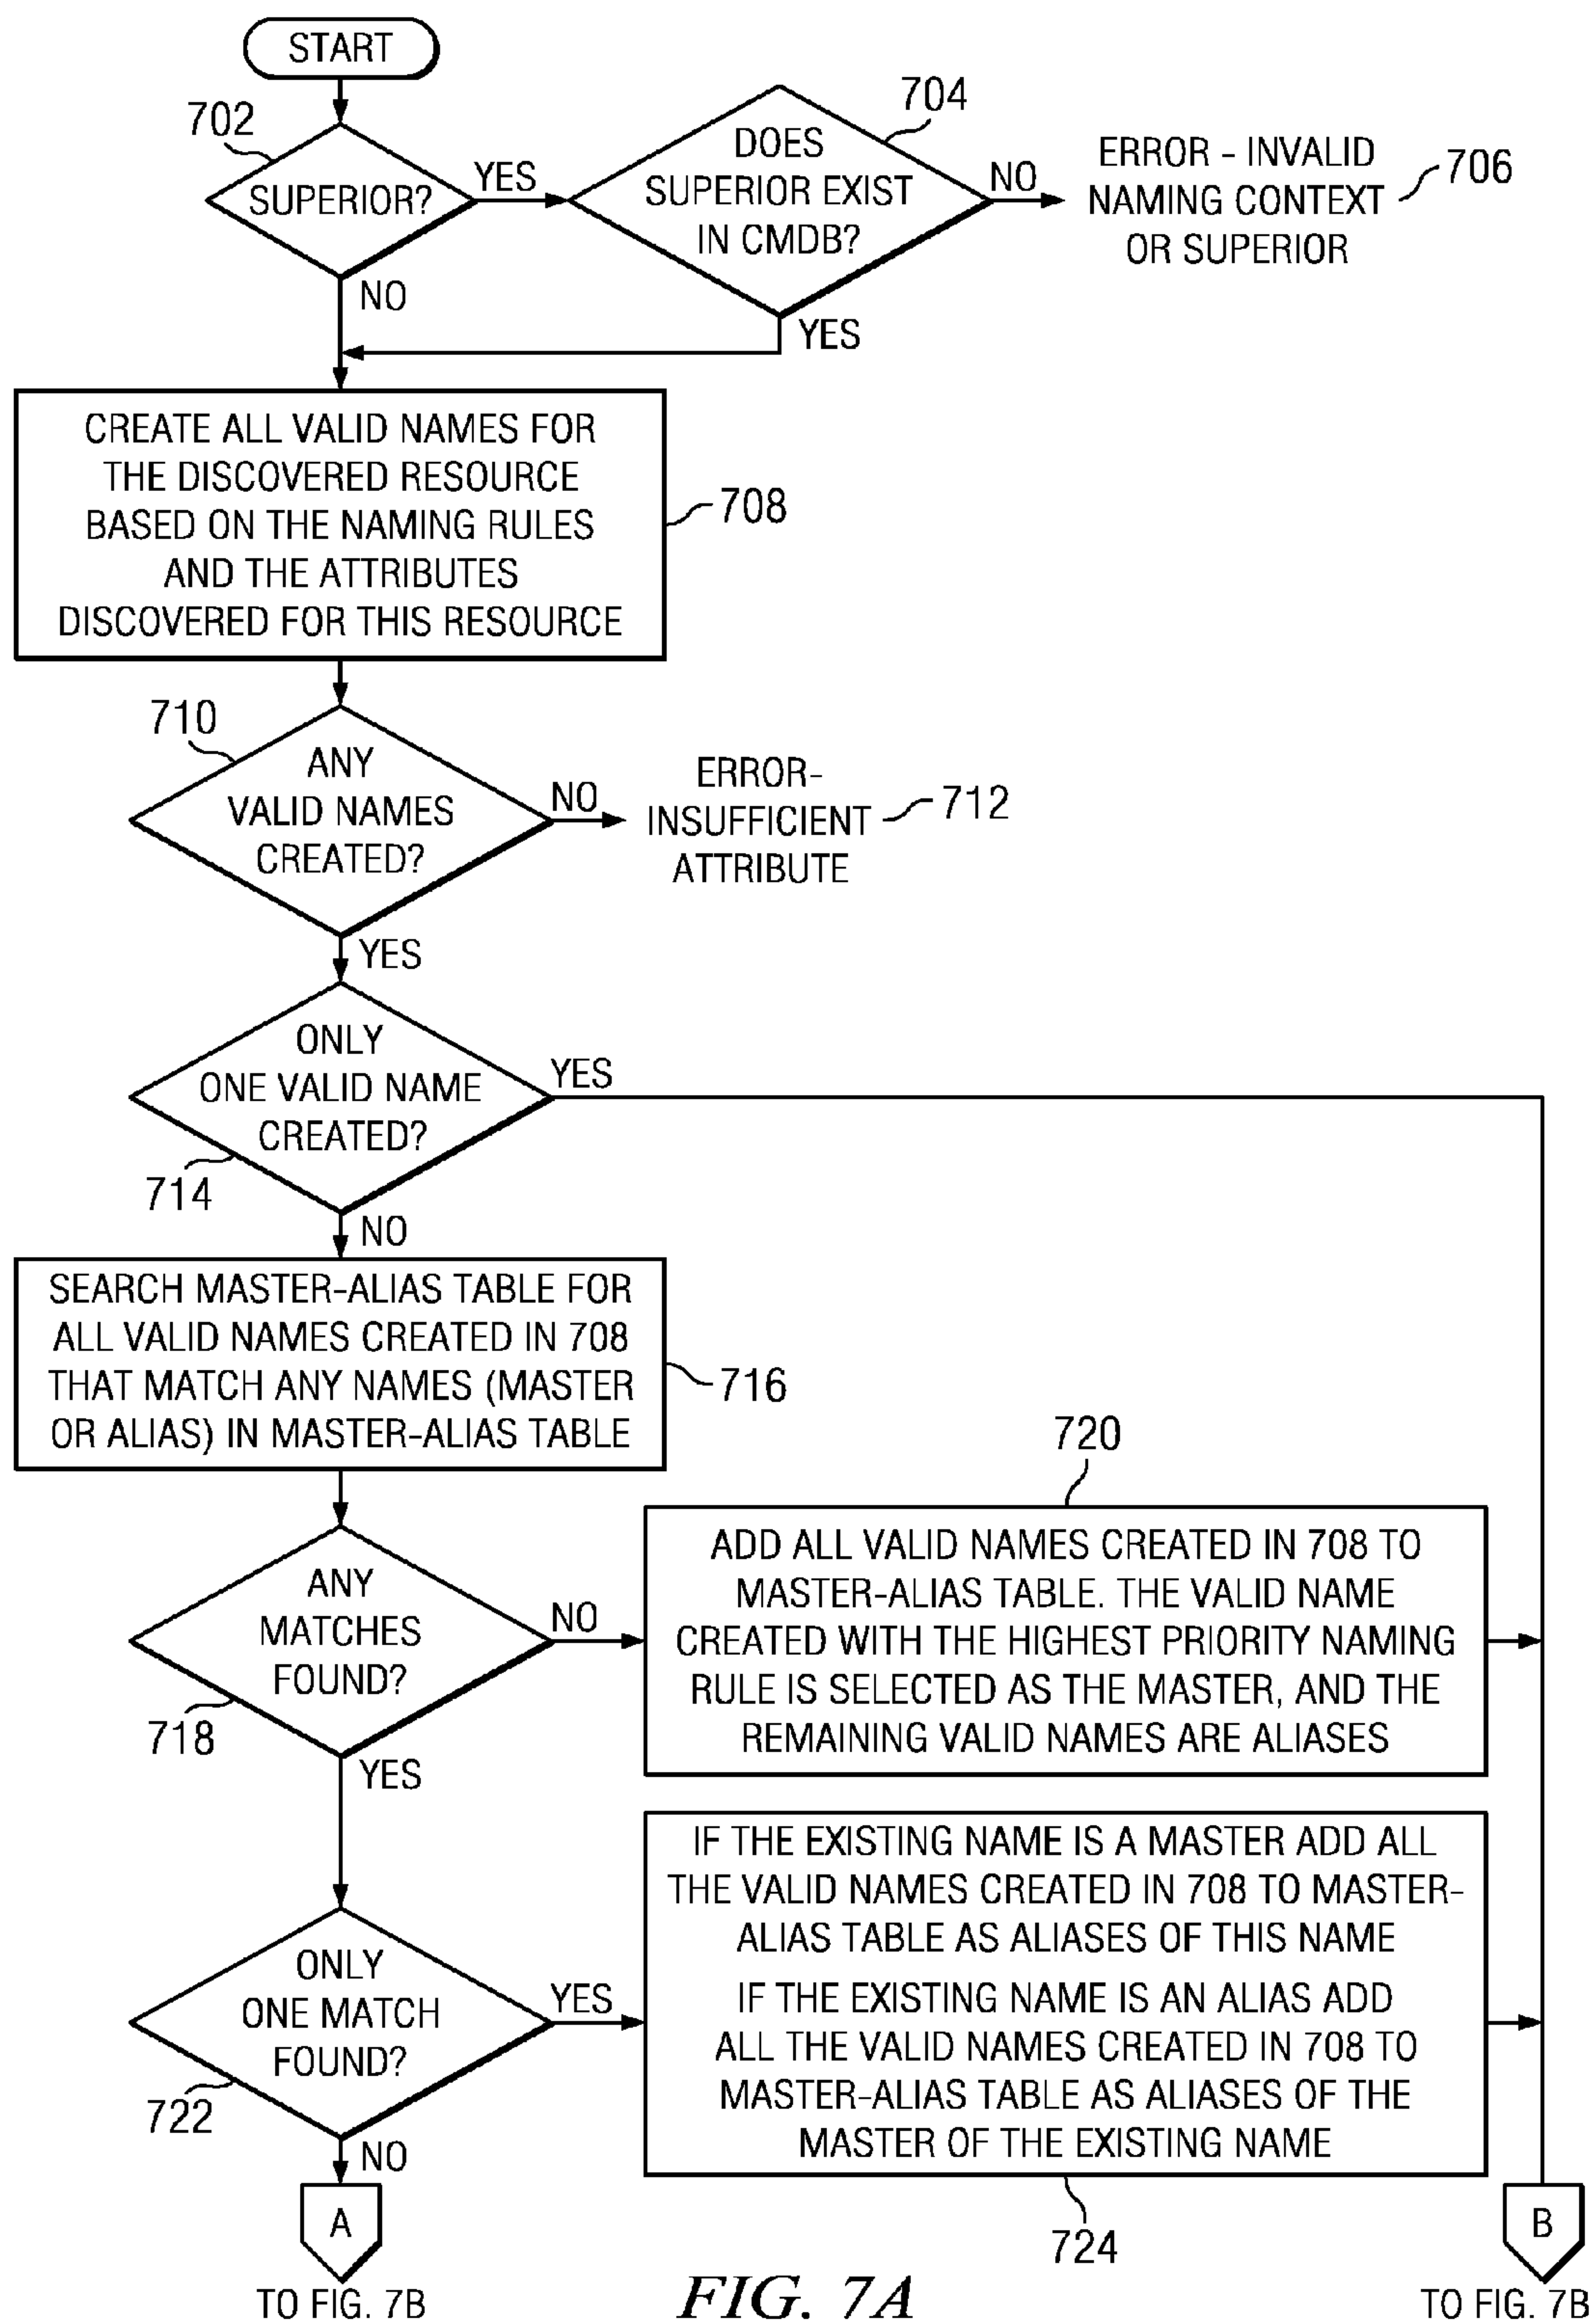 START
702
SUPERIOR?
YES
NO
704
DOES
SUPERIOR EXIST
IN CMDB?
NO
YES
ERROR - INVALID
NAMING CONTEXT
OR SUPERIOR
706
CREATE ALL VALID NAMES FOR
THE DISCOVERED RESOURCE
BASED ON THE NAMING RULES
AND THE ATTRIBUTES
DISCOVERED FOR THIS RESOURCE
708
710
ANY
VALID NAMES
CREATED?
NO
YES
ERROR-
INSUFFICIENT
ATTRIBUTE
712
ONLY
ONE VALID NAME
CREATED?
YES
714
NO
SEARCH MASTER-ALIAS TABLE FOR
ALL VALID NAMES CREATED IN 708
THAT MATCH ANY NAMES (MASTER
OR ALIAS) IN MASTER-ALIAS TABLE
716
ANY
MATCHES
FOUND?
NO
718
YES
720
ADD ALL VALID NAMES CREATED IN 708 TO
MASTER-ALIAS TABLE. THE VALID NAME
CREATED WITH THE HIGHEST PRIORITY NAMING
RULE IS SELECTED AS THE MASTER, AND THE
REMAINING VALID NAMES ARE ALIASES
ONLY
ONE MATCH
FOUND?
YES
722
NO
IF THE EXISTING NAME IS A MASTER ADD ALL
THE VALID NAMES CREATED IN 708 TO MASTER-
ALIAS TABLE AS ALIASES OF THIS NAME
IF THE EXISTING NAME IS AN ALIAS ADD
ALL THE VALID NAMES CREATED IN 708 TO
MASTER-ALIAS TABLE AS ALIASES OF THE
MASTER OF THE EXISTING NAME
724
A
TO FIG. 7B
FIG. 7A
B
TO FIG. 7B